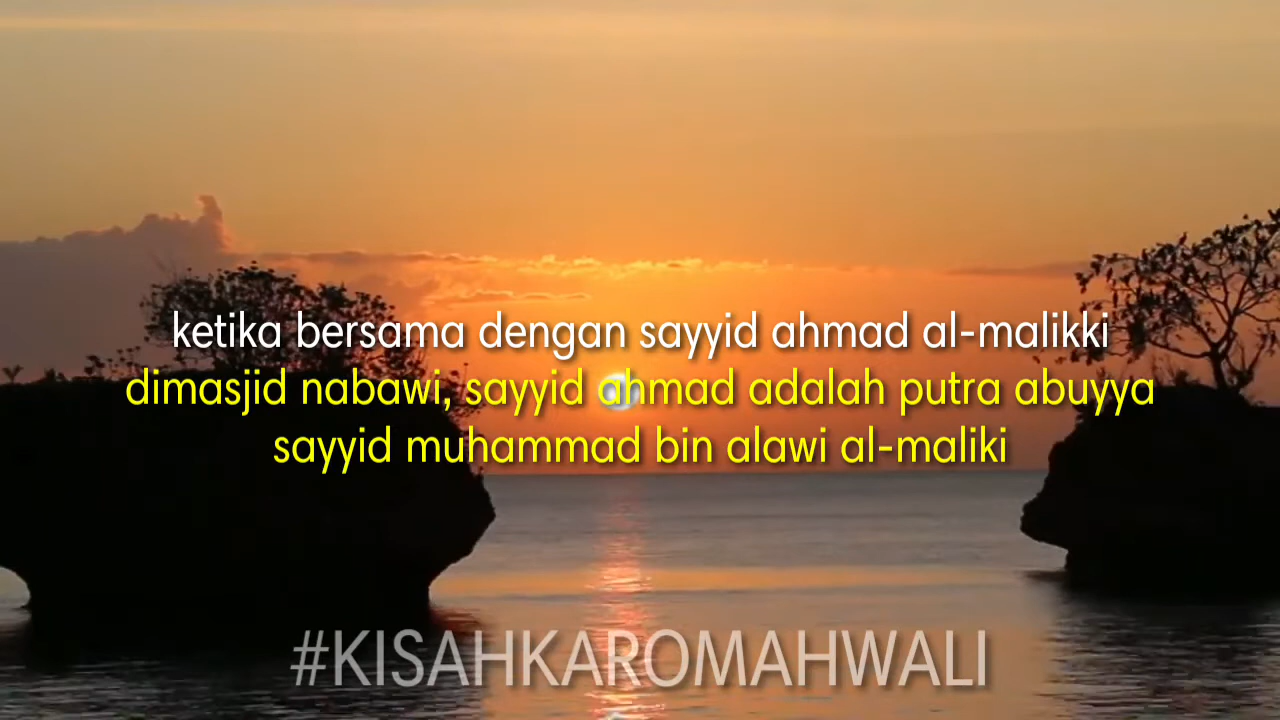 ketika bersama dengan sayyid ahmad al-malikki
dimasjid nabawi, sayyid ahmad adalah putra abuyya
sayyid muhammad bin alawi al-maliki
#KISAHKAROMAHWALI